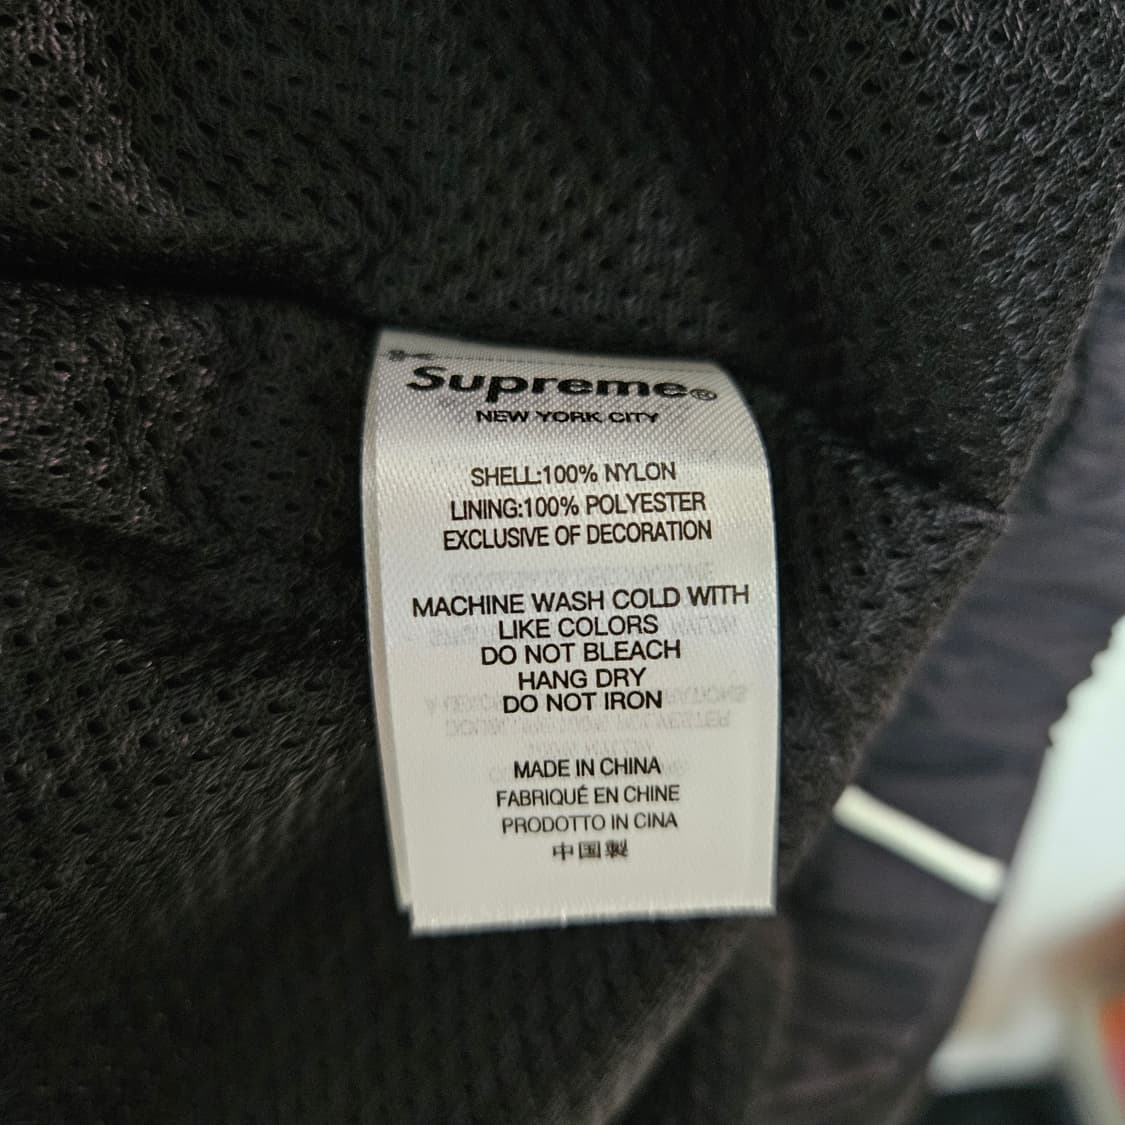 Supreme®
NEW YORK CITY
SHELL:100% NYLON
LINING:100% POLYESTER
EXCLUSIVE OF DECORATION
MACHINE WASH COLD WITH
LIKE COLORS
DO NOT BLEACH
HANG DRY
DO NOT IRON
MADE IN CHINA
FABRIQUÉ EN CHINE
PRODOTTO IN CINA
中国製